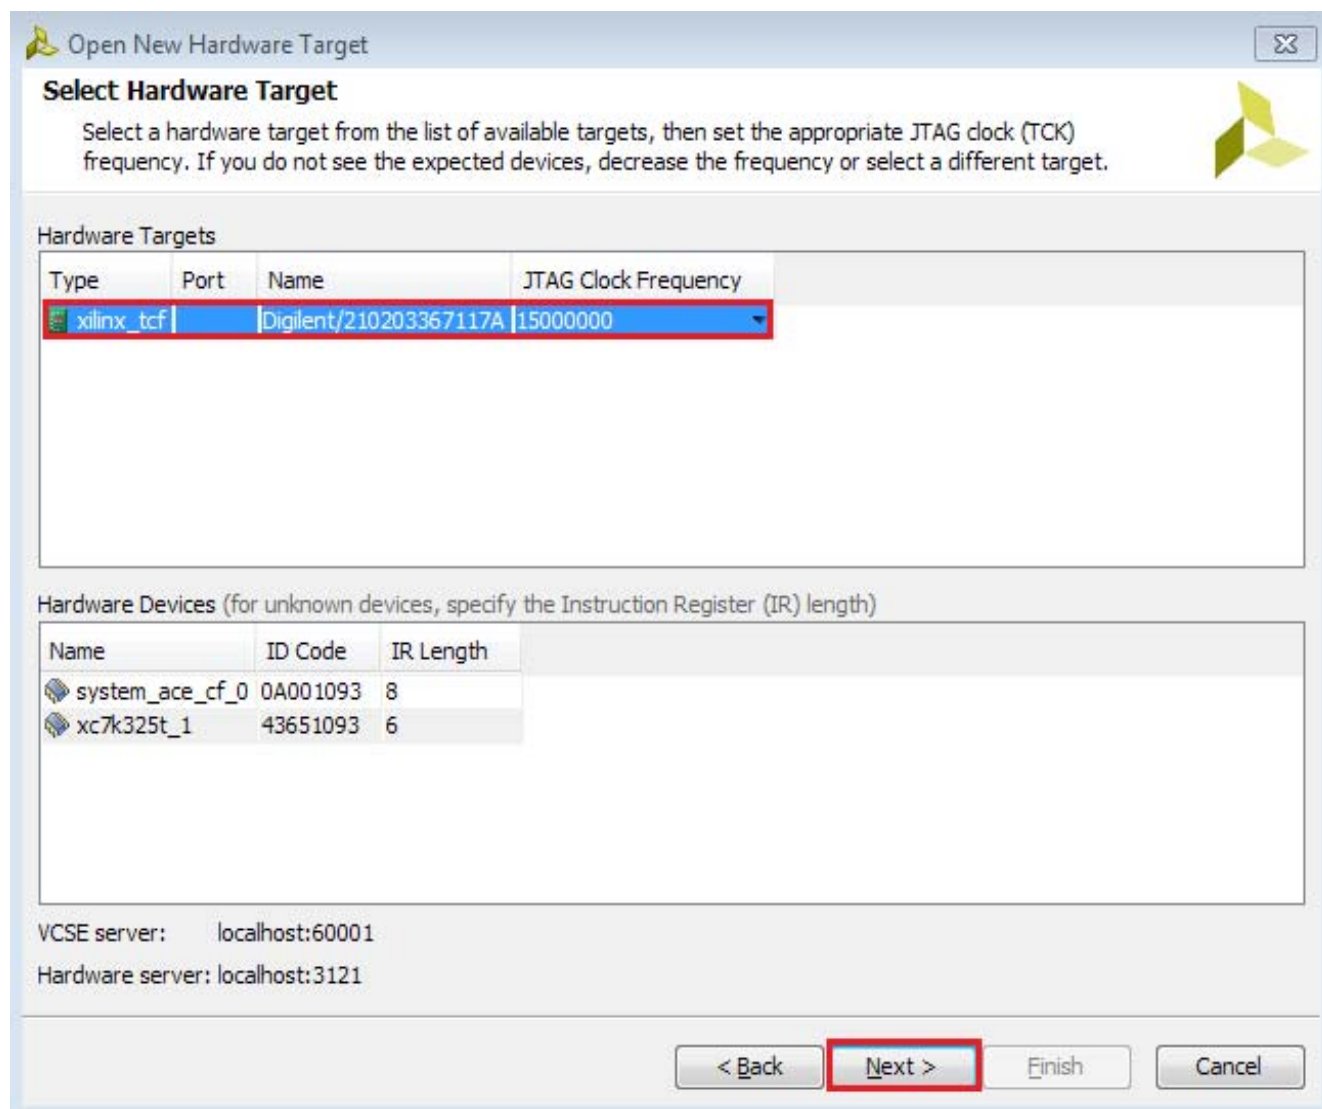 Open New Hardware Target
Select Hardware Target
Select a hardware target from the list of available targets, then set the appropriate JTAG clock (TCK)
frequency. If you do not see the expected devices, decrease the frequency or select a different target.
Hardware Targets
Type Port Name JTAG Clock Frequency
xilinx_tcf Digilent/210203367117A 15000000
Hardware Devices (for unknown devices, specify the Instruction Register (IR) length)
Name ID Code IR Length
system_ace_cf_0 0A001093 8
xc7k325t_1 43651093 6
VCSE server: localhost:60001
Hardware server: localhost:3121
< Back Next > Finish Cancel